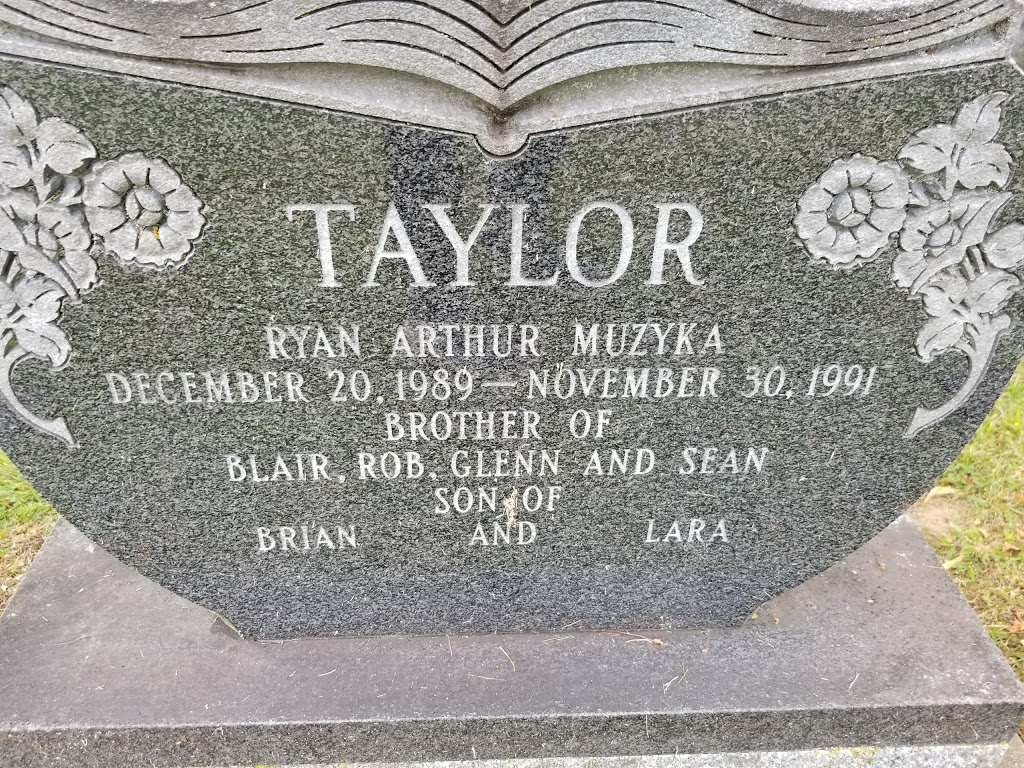 TAYLOR
RYAN ARTHUR MUZYKA
DECEMBER 20, 1989 — NOVEMBER 30, 1991
BROTHER OF
BLAIR, ROB, GLENN AND SEAN
SON OF
BRIAN AND LARA